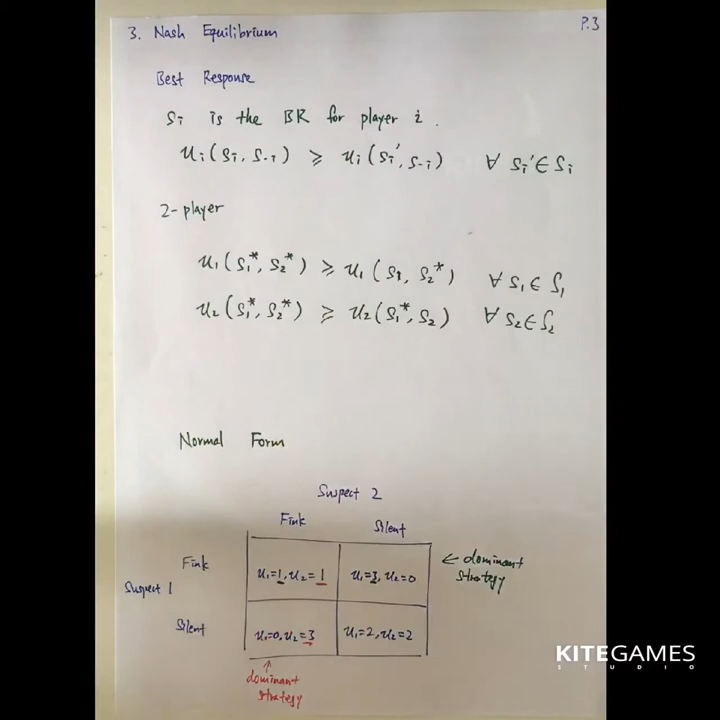 3. Nash Equilibrium P.3
Best Response
Si is the BR for player i.
ui(si, s-i) ⩾ ui(si', s-i) ∀ si' ∈ Si
2-player
u1(s1*, s2*) ⩾ u1(s1, s2*) ∀ s1 ∈ S1
u2(s1*, s2*) ⩾ u2(s1*, s2) ∀ s2 ∈ S2
Normal Form
Suspect 2
Fink Silent
Suspect 1
Fink
u1=1, u2=1 u1=3, u2=0
← dominant
strategy
Silent
u1=0, u2=3 u1=2, u2=2
↑
dominant
strategy
KITEGAMES
STUDIO